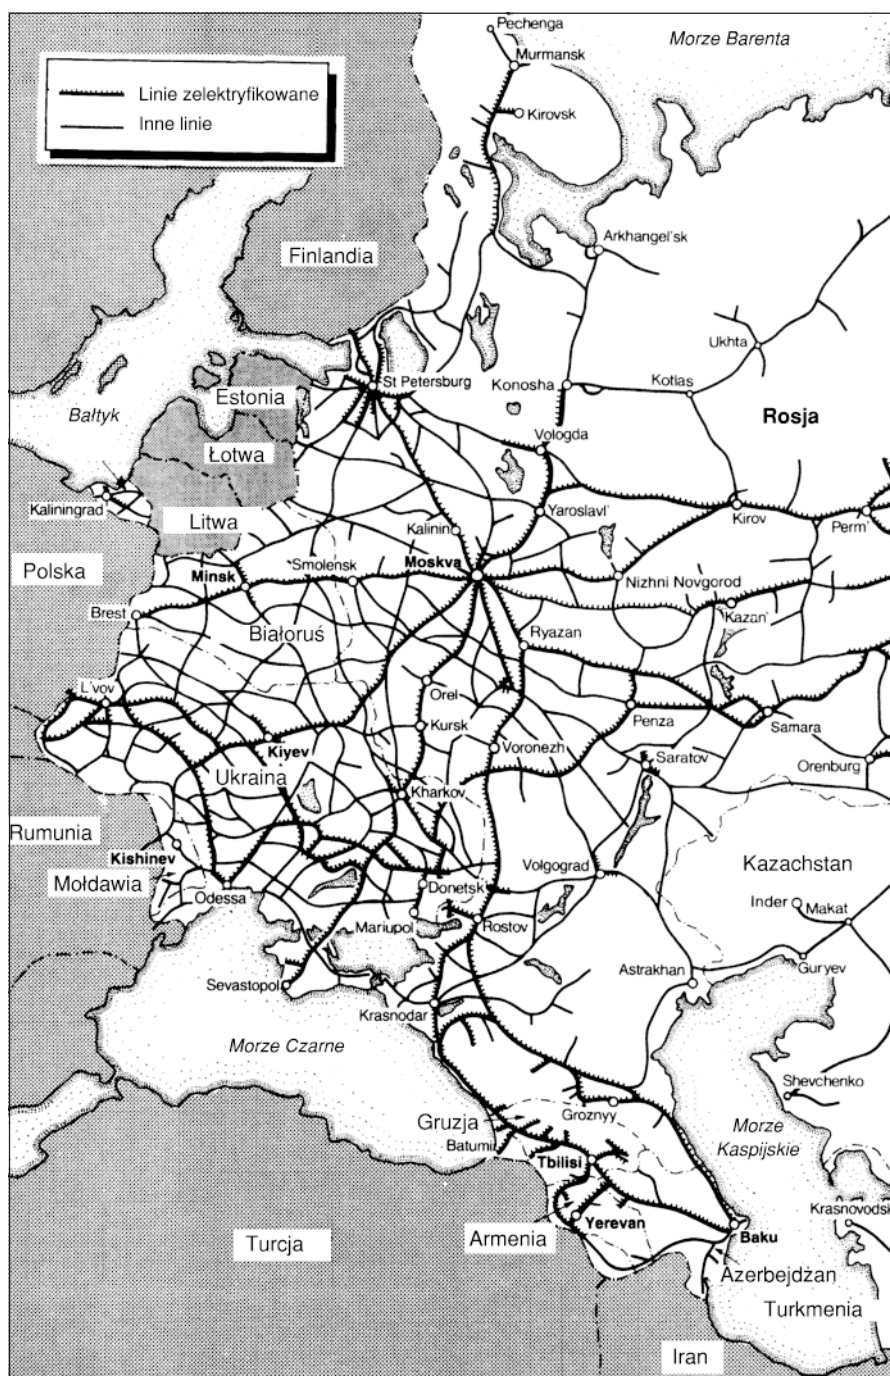 Pechenga
Morze Barenta
Murmansk
Linie zelektryfikowane
Inne linie
Kirovsk
Arkhangel'sk
Finlandia
Ukhta
St Petersburg
Konosha
Kotlas
Estonia
Bałtyk
Rosja
Vologda
Łotwa
Kaliningrad
Litwa
Kalinin
Yaroslavl'
Kirov
Perm'
Polska
Minsk
Smolensk
Moskva
Nizhni Novgorod
Brest
Kazan'
Białoruś
Ryazan
L'vov
Orel
Penza
Samara
Kursk
Kiyev
Voronezh
Saratov
Orenburg
Ukraina
Kharkov
Rumunia
Kishinev
Volgograd
Kazachstan
Mołdawia
Donetsk
Odessa
Inder
Makat
Mariupol
Rostov
Guryev
Astrakhan
Sevastopol
Krasnodar
Morze Czarne
Shevchenko
Groznyy
Gruzja
Morze
Kaspijskie
Batumi
Tbilisi
Krasnovodsk
Armenia
Yerevan
Baku
Turcja
Azerbejdżan
Turkmenia
Iran